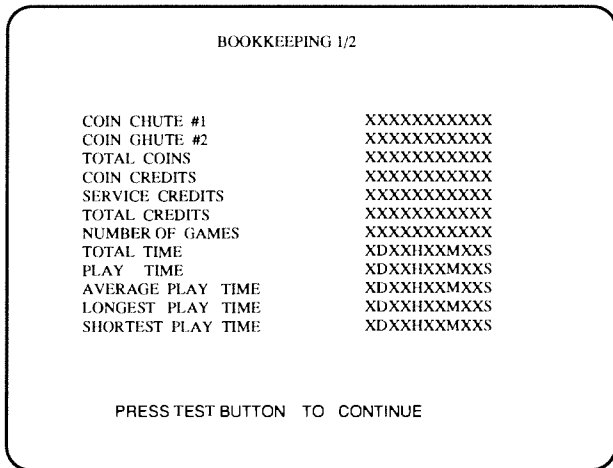 BOOKKEEPING 1/2
COIN CHUTE #1 XXXXXXXXXXX
COIN GHUTE #2 XXXXXXXXXXX
TOTAL COINS XXXXXXXXXXX
COIN CREDITS XXXXXXXXXXX
SERVICE CREDITS XXXXXXXXXXX
TOTAL CREDITS XXXXXXXXXXX
NUMBER OF GAMES XXXXXXXXXXX
TOTAL TIME XDXXHXXMXXS
PLAY TIME XDXXHXXMXXS
AVERAGE PLAY TIME XDXXHXXMXXS
LONGEST PLAY TIME XDXXHXXMXXS
SHORTEST PLAY TIME XDXXHXXMXXS
PRESS TEST BUTTON TO CONTINUE